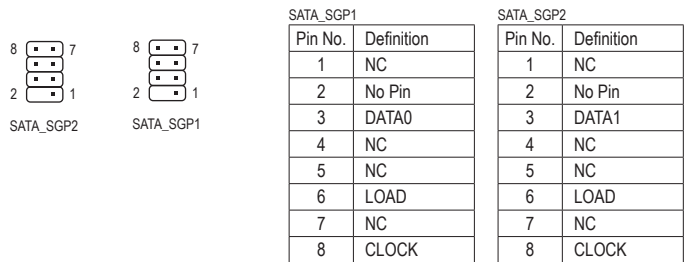 8 7
2 1
SATA_SGP2
8 7
2 1
SATA_SGP1
SATA_SGP1
Pin No. Definition
1 NC
2 No Pin
3 DATA0
4 NC
5 NC
6 LOAD
7 NC
8 CLOCK
SATA_SGP2
Pin No. Definition
1 NC
2 No Pin
3 DATA1
4 NC
5 NC
6 LOAD
7 NC
8 CLOCK